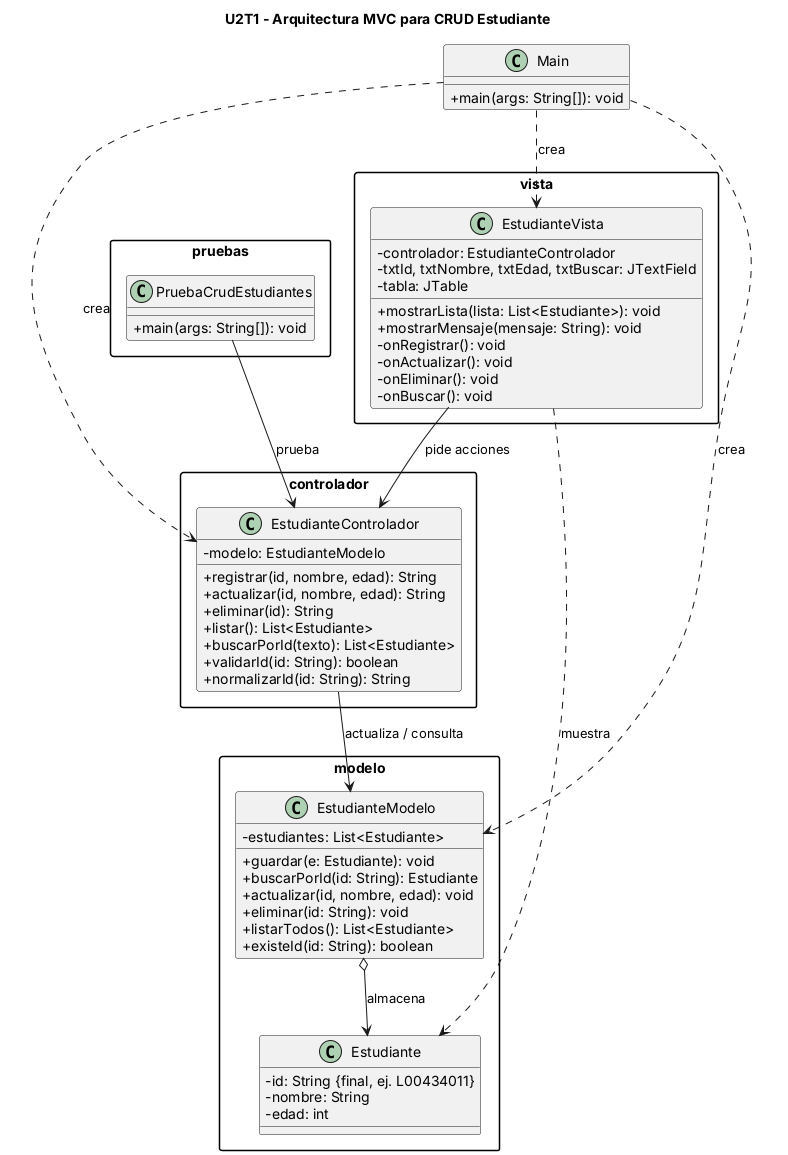 U2T1 - Arquitectura MVC para CRUD Estudiante
C Main
+main(args: String[]): void
crea
vista
C EstudianteVista
-controlador: EstudianteControlador
-txtId, txtNombre, txtEdad, txtBuscar: JTextField
-tabla: JTable
+mostrarLista(lista: List<Estudiante>): void
+mostrarMensaje(mensaje: String): void
-onRegistrar(): void
-onActualizar(): void
-onEliminar(): void
-onBuscar(): void
pruebas
C PruebaCrudEstudiantes
+main(args: String[]): void
crea
prueba
pide acciones
crea
controlador
C EstudianteControlador
-modelo: EstudianteModelo
+registrar(id, nombre, edad): String
+actualizar(id, nombre, edad): String
+eliminar(id): String
+listar(): List<Estudiante>
+buscarPorId(texto): List<Estudiante>
+validarId(id: String): boolean
+normalizarId(id: String): String
actualiza / consulta
muestra
modelo
C EstudianteModelo
-estudiantes: List<Estudiante>
+guardar(e: Estudiante): void
+buscarPorId(id: String): Estudiante
+actualizar(id, nombre, edad): void
+eliminar(id: String): void
+listarTodos(): List<Estudiante>
+existeId(id: String): boolean
almacena
C Estudiante
-id: String {final, ej. L00434011}
-nombre: String
-edad: int